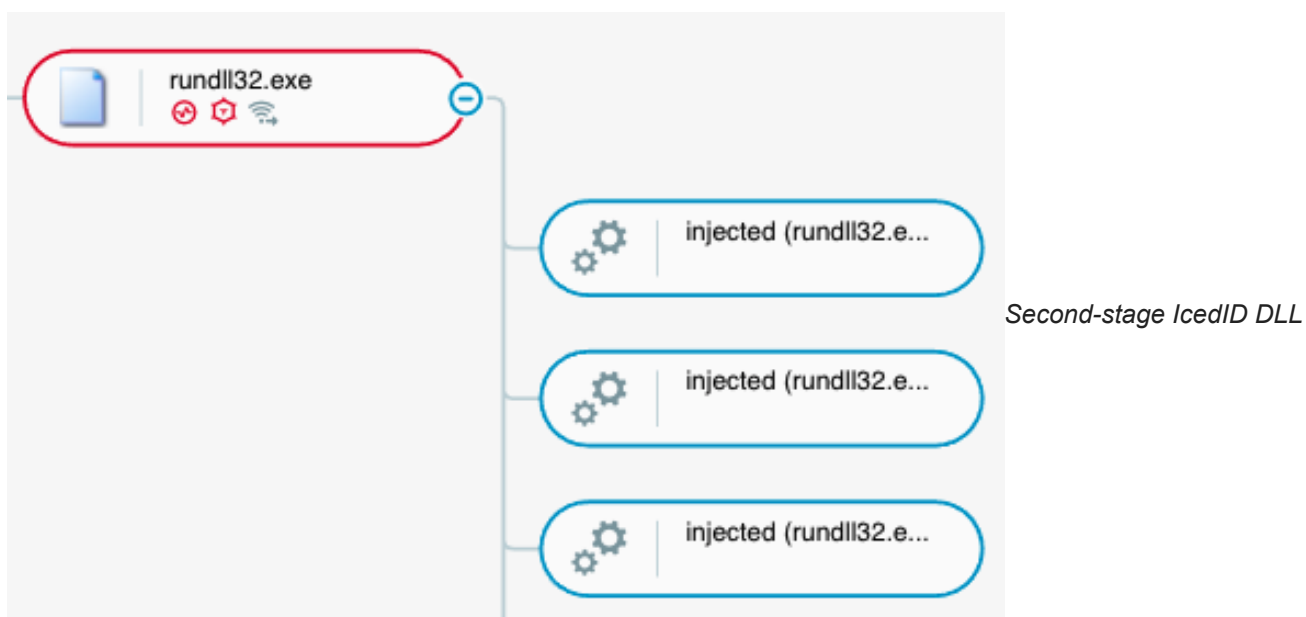 rundll32.exe
injected (rundll32.e...
Second-stage IcedID DLL
injected (rundll32.e...
injected (rundll32.e...